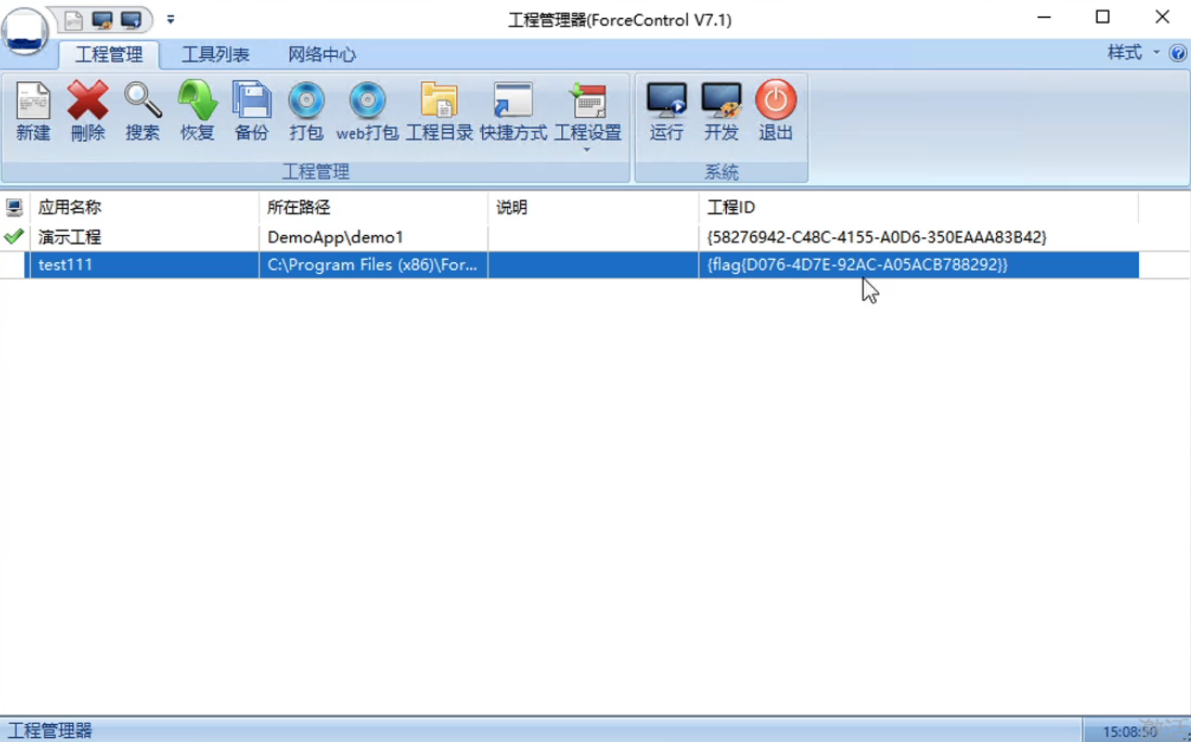 工程管理器(ForceControl V7.1)
工程管理 工具列表 网络中心 样式
新建 删除 搜索 恢复 备份 打包 web打包 工程目录 快捷方式 工程设置 运行 开发 退出
工程管理 系统
应用名称 所在路径 说明 工程ID
演示工程 DemoApp\demo1 {58276942-C48C-4155-A0D6-350EAAA83B42}
test111 C:\Program Files (x86)\For... {flag{D076-4D7E-92AC-A05ACB788292}}
工程管理器 15:08:50
激活